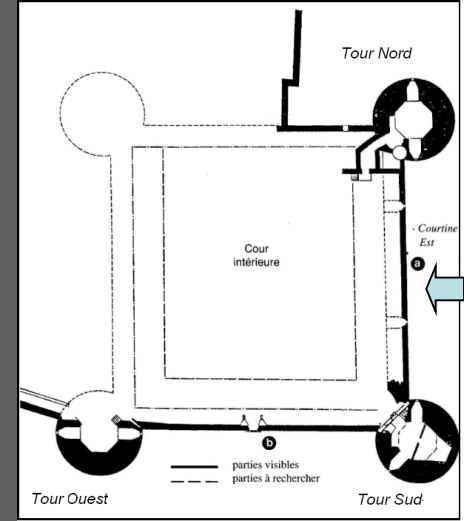 Tour Nord
- Courtine
Est
a
Cour
intérieure
b
parties visibles
parties à rechercher
Tour Ouest
Tour Sud